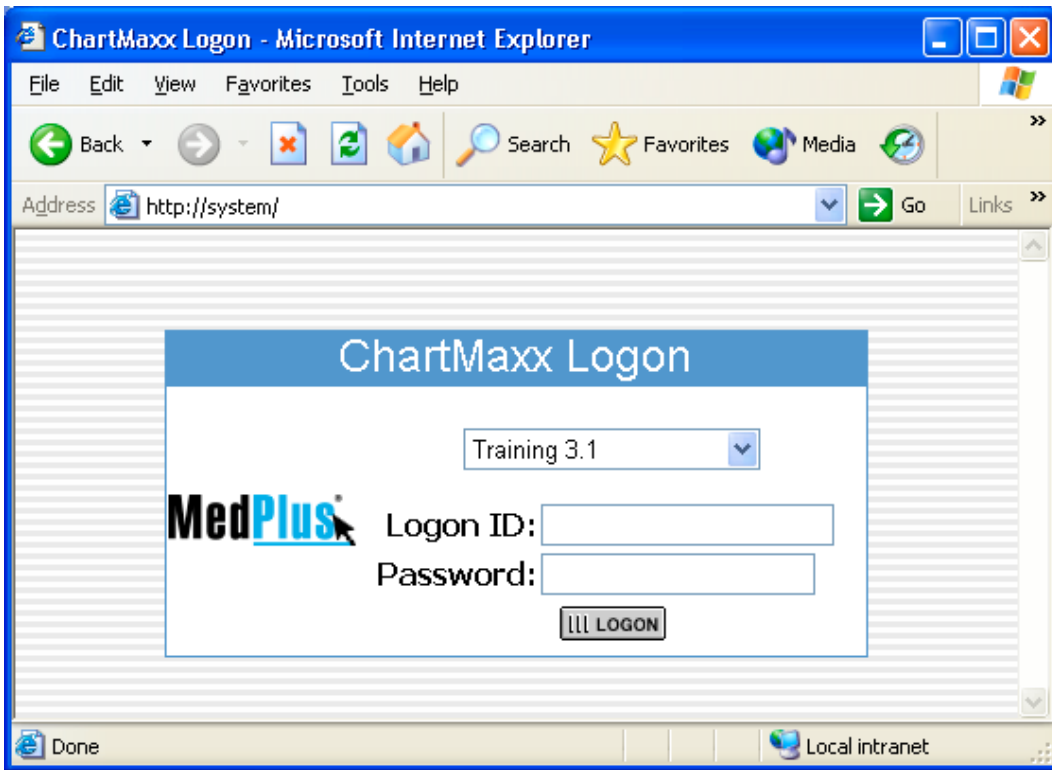 ChartMaxx Logon - Microsoft Internet Explorer
File Edit View Favorites Tools Help
Back Search Favorites Media »
Address http://system/ Go Links »
ChartMaxx Logon
Training 3.1
MedPlus
Logon ID:
Password:
LOGON
Done Local intranet